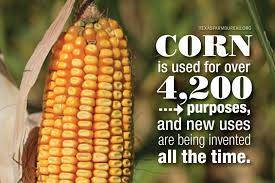 TEXASFARMBUREAU.ORG
CORN
is used for over
4,200
purposes,
and new uses
are being invented
all the time.